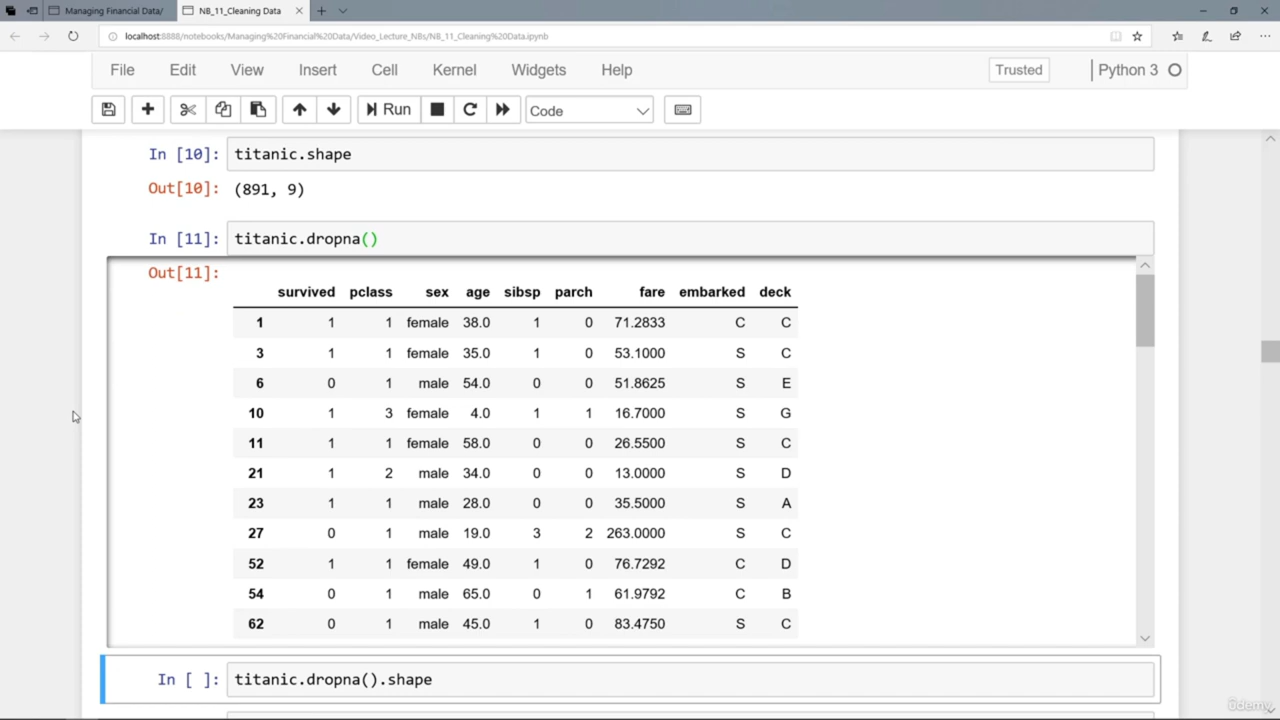 Managing Financial Data/ NB_11_Cleaning Data
localhost:8888/notebooks/Managing%20Financial%20Data/Video_Lecture_NBs/NB_11_Cleaning%20Data.ipynb
File Edit View Insert Cell Kernel Widgets Help Trusted Python 3
Run Code
In [10]: titanic.shape
Out[10]: (891, 9)
In [11]: titanic.dropna()
Out[11]:
survived pclass sex age sibsp parch fare embarked deck
1 1 1 female 38.0 1 0 71.2833 C C
3 1 1 female 35.0 1 0 53.1000 S C
6 0 1 male 54.0 0 0 51.8625 S E
10 1 3 female 4.0 1 1 16.7000 S G
11 1 1 female 58.0 0 0 26.5500 S C
21 1 2 male 34.0 0 0 13.0000 S D
23 1 1 male 28.0 0 0 35.5000 S A
27 0 1 male 19.0 3 2 263.0000 S C
52 1 1 female 49.0 1 0 76.7292 C D
54 0 1 male 65.0 0 1 61.9792 C B
62 0 1 male 45.0 1 0 83.4750 S C
In [ ]: titanic.dropna().shape
ûdemy